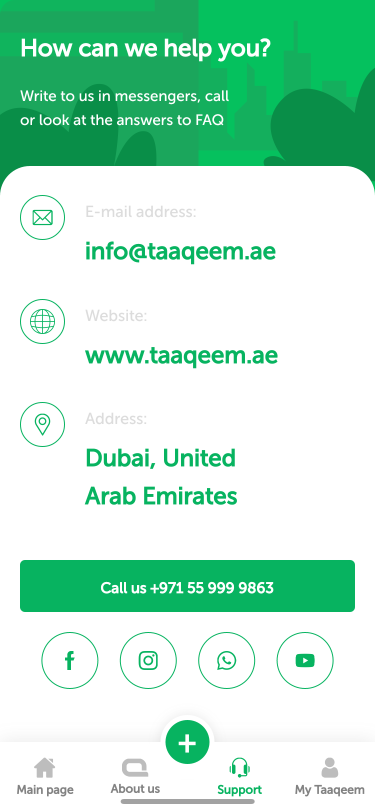 How can we help you?
Write to us in messengers, call
or look at the answers to FAQ
E-mail address:
info@taaqeem.ae
Website:
www.taaqeem.ae
Address:
Dubai, United
Arab Emirates
Call us +971 55 999 9863
Main page
About us
Support
My Taaqeem